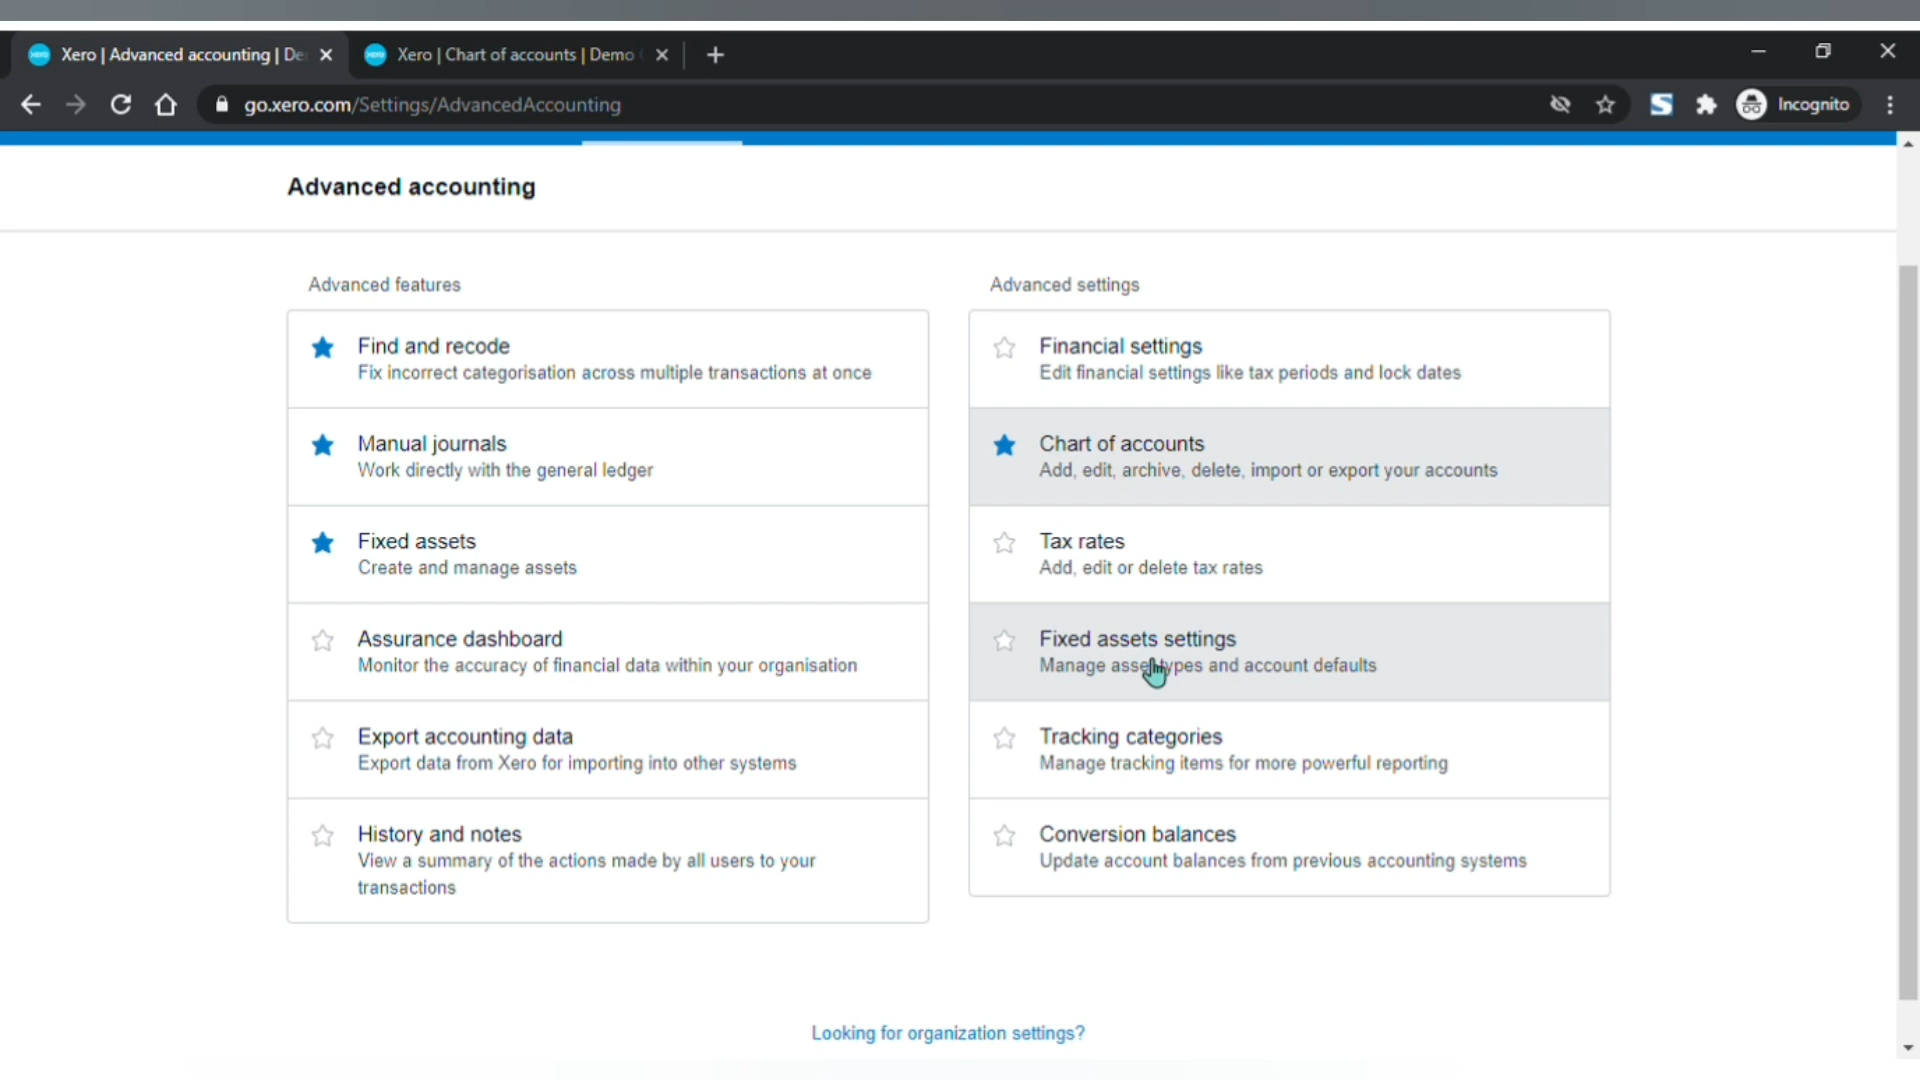 Xero | Advanced accounting | De
Xero | Chart of accounts | Demo
go.xero.com/Settings/AdvancedAccounting
Incognito
Advanced accounting
Advanced features
Find and recode
Fix incorrect categorisation across multiple transactions at once
Manual journals
Work directly with the general ledger
Fixed assets
Create and manage assets
Assurance dashboard
Monitor the accuracy of financial data within your organisation
Export accounting data
Export data from Xero for importing into other systems
History and notes
View a summary of the actions made by all users to your
transactions
Advanced settings
Financial settings
Edit financial settings like tax periods and lock dates
Chart of accounts
Add, edit, archive, delete, import or export your accounts
Tax rates
Add, edit or delete tax rates
Fixed assets settings
Manage asset types and account defaults
Tracking categories
Manage tracking items for more powerful reporting
Conversion balances
Update account balances from previous accounting systems
Looking for organization settings?